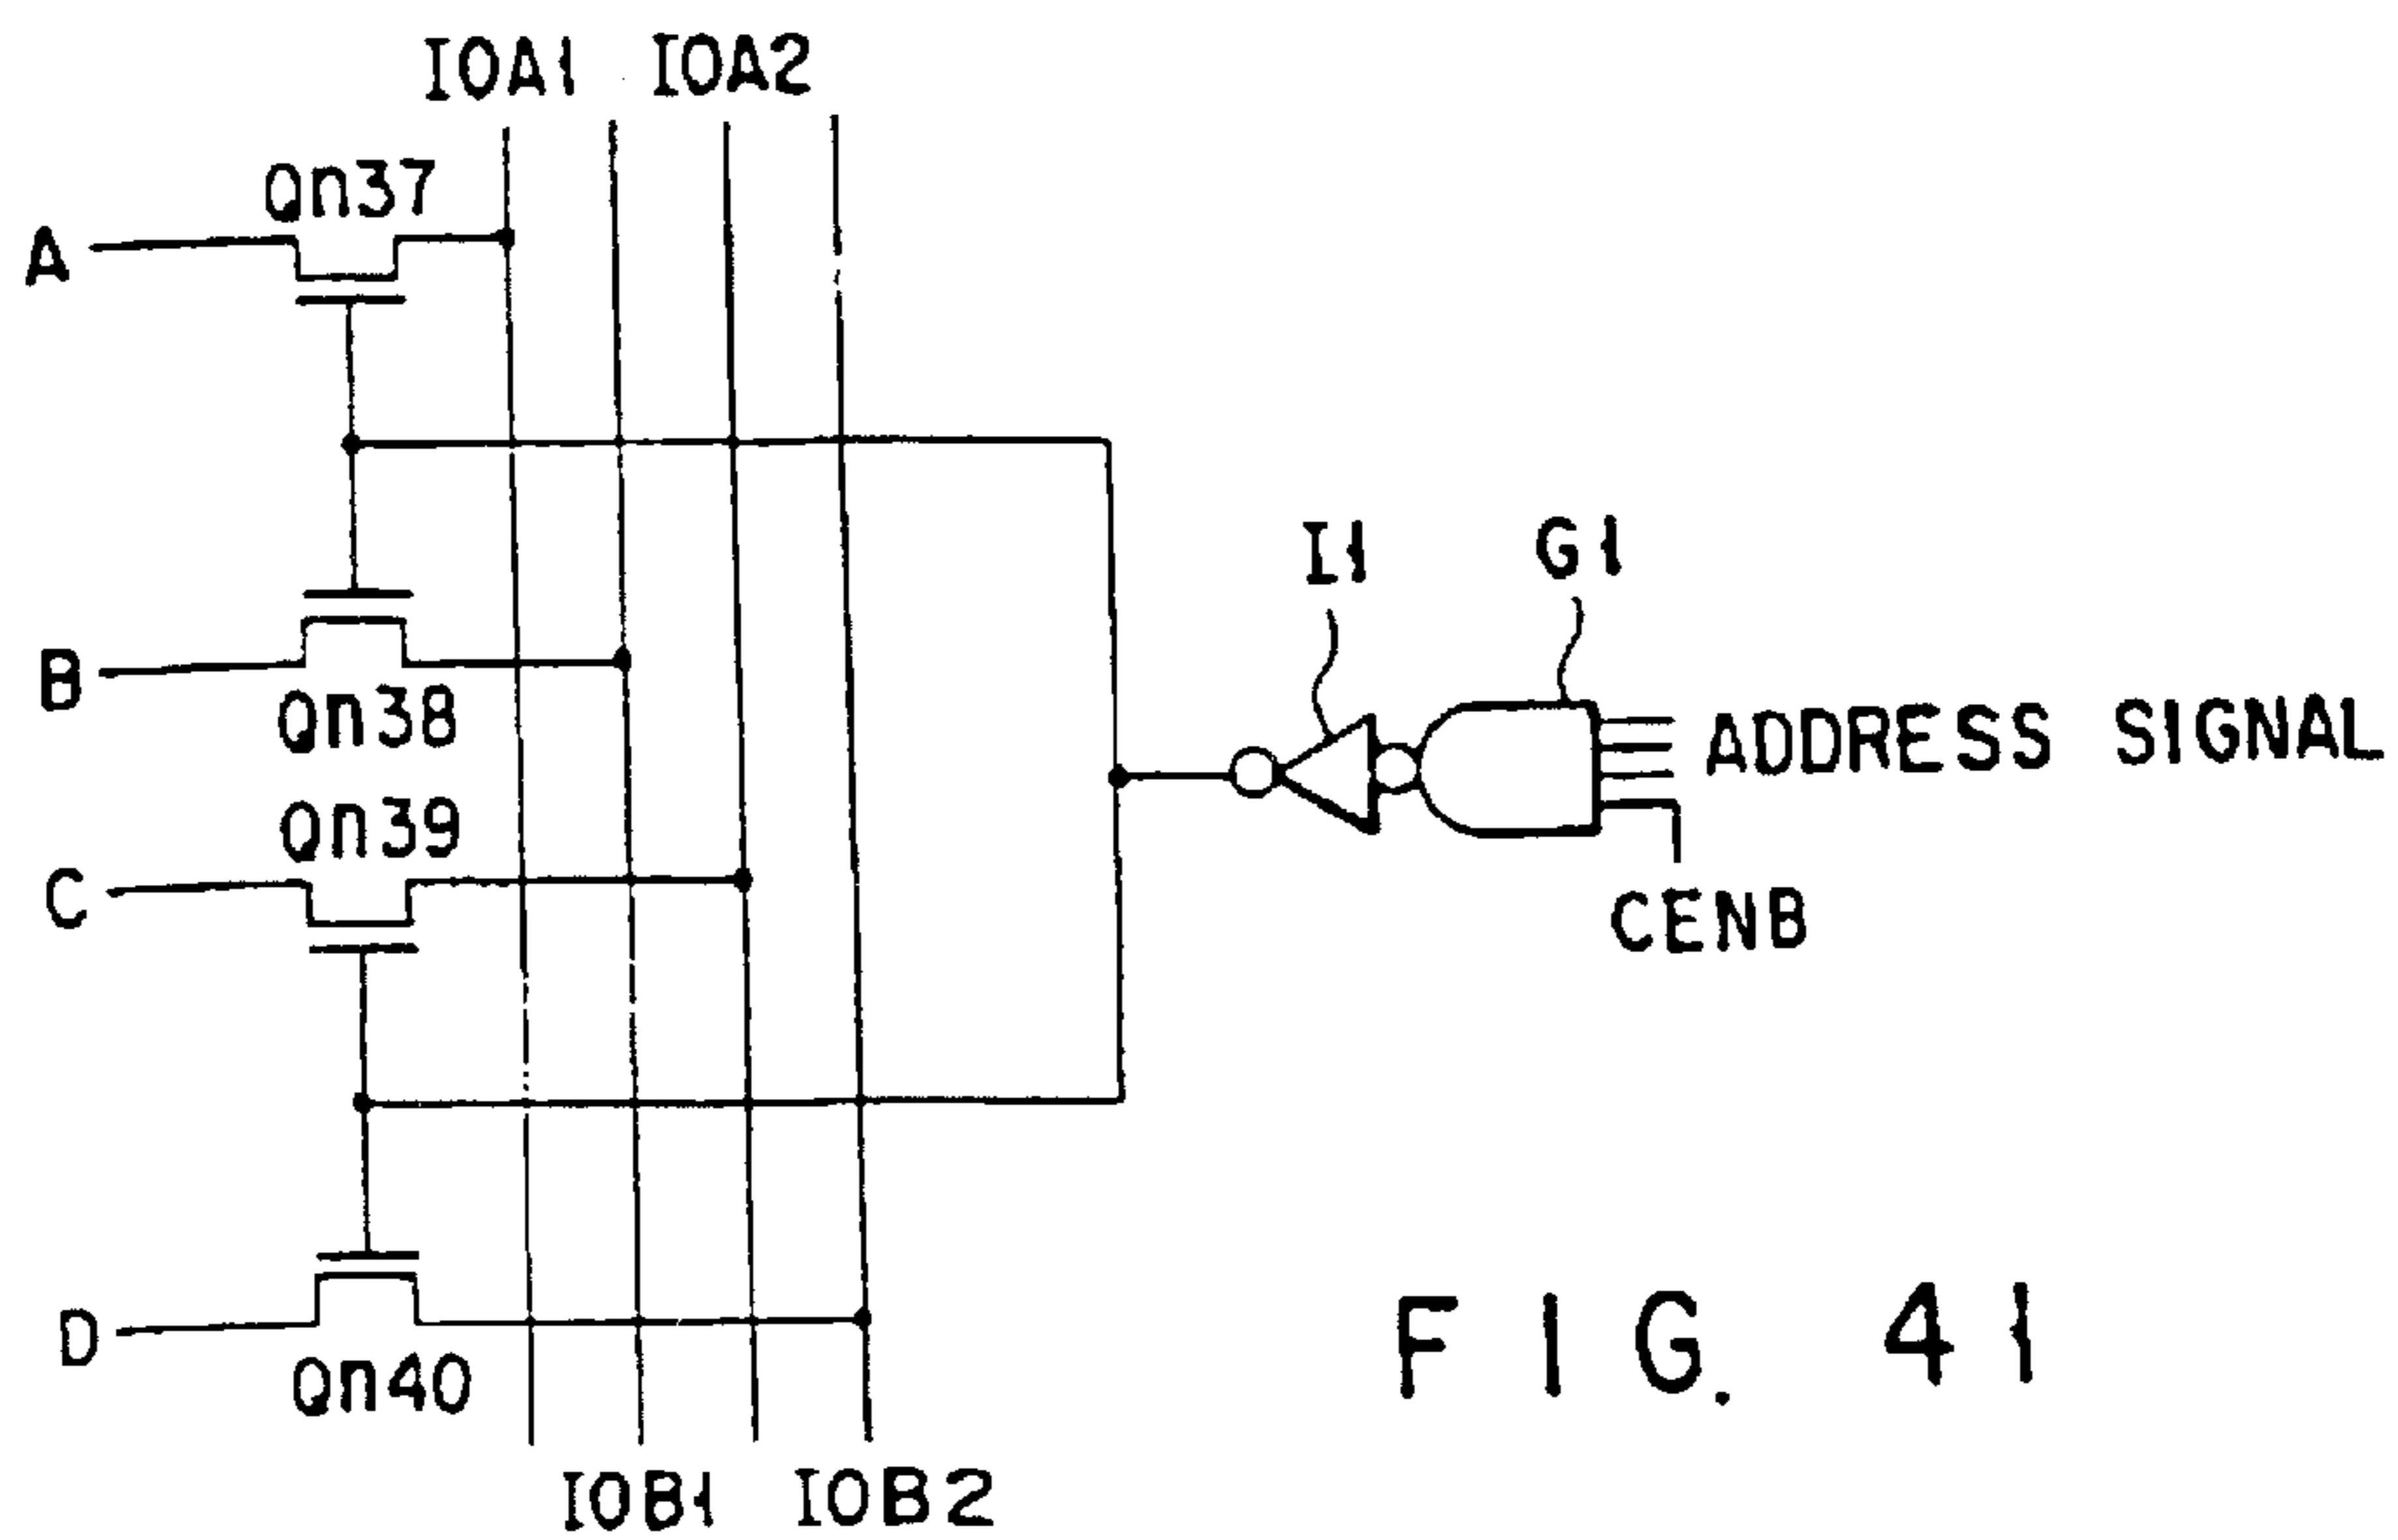 IOA1 IOA2
Qn37
A
I1 G1
B
Qn38
ADDRESS SIGNAL
Qn39
C
CENB
D
Qn40
FIG. 41
IOB1 IOB2